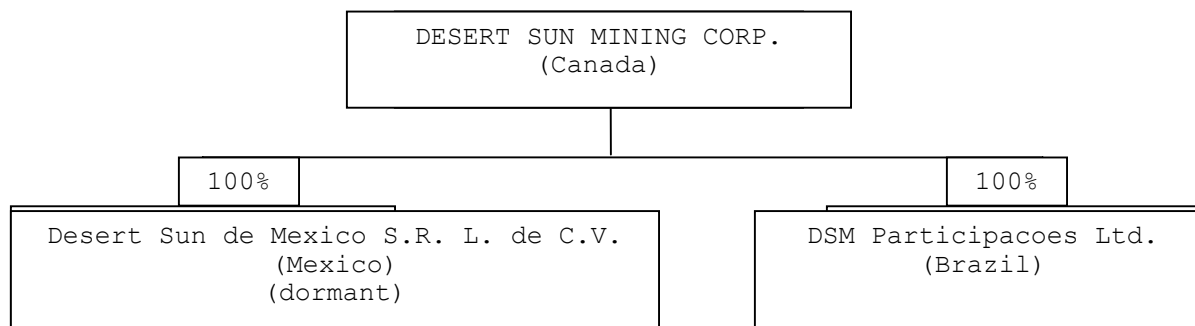 DESERT SUN MINING CORP.
(Canada)
100%
100%
Desert Sun de Mexico S.R. L. de C.V.
(Mexico)
(dormant)
DSM Participacoes Ltd.
(Brazil)